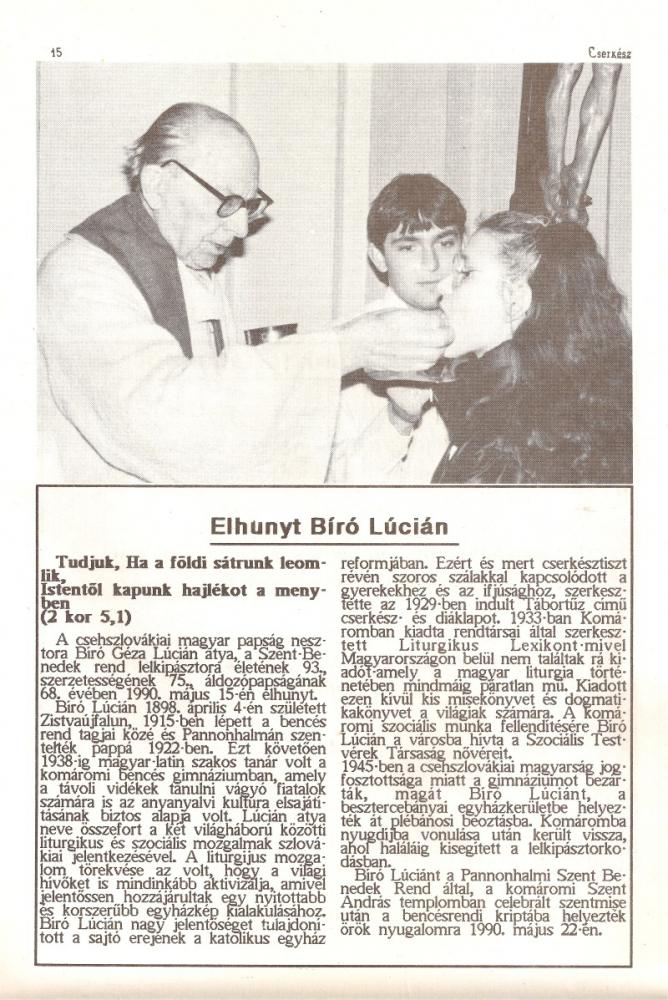 15
Cserkész
Elhunyt Bíró Lúcián
Tudjuk, Ha a földi sátrunk leom-
lik,
Istentől kapunk hajlékot a meny-
ben
(2 kor 5,1)
A csehszlovákiai magyar papság nesz-
tora Bíró Géza Lúcián atya, a Szent-Be-
nedek rend lelkipásztora életének 93.,
szerzetességének 75., áldozópapságának
68. évében 1990. május 15-én elhunyt.
Bíró Lúcián 1898. április 4-én született
Zistvaújfalun, 1915-ben lépett a bencés
rend tagjai közé és Pannonhalmán szen-
telték pappá 1922-ben. Ezt követően
1938-ig magyar-latin szakos tanár volt a
komáromi bencés gimnáziumban, amely
a távoli vidékek tanulni vágyó fiatalok
számára is az anyanyalvi kultúra elsajátí-
tásának biztos alapja volt. Lúcián atya
neve összefort a két világháború közötti
liturgikus és szociális mozgalmak szlová-
kiai jelentkezésével. A liturgijus mozga-
lom törekvése az volt, hogy a világi
hívőket is mindinkább aktivizálja, amivel
jelentőssen hozzájárultak egy nyitottabb
és korszerűbb egyházkép kialakulásához.
Bíró Lúcián nagy jelentőséget tulajdoní-
tott a sajtó erejének a katolikus egyház
reformjában. Ezért és mert cserkésztiszt
révén szoros szálakkal kapcsolódott a
gyerekekhez és az ifjúsághoz, szerkesz-
tette az 1929-ben indult Tábortűz című
cserkész- és diáklapot. 1933-ban Komá-
romban kiadta rendtársai által szerkesz-
tett Liturgikus Lexikont-mivel
Magyarországon belül nem találtak rá ki-
adót-amely a magyar liturgia törté-
netében mindmáig páratlan mű. Kiadott
ezen kívül kis misekönyvet és dogmati-
kakönyvet a világiak számára. A komá-
romi szociális munka fellendítésére Bíró
Lúcián a városba hívta a Szociális Test-
vérek Társaság nővéreit.
1945-ben a csehszlovákiai magyarság jog-
fosztottsága miatt a gimnáziumot bezár-
ták, magát Bíró Lúciánt, a
besztercebányai egyházkerületbe helyez-
ték át plébánosi beoztásba. Komáromba
nyugdíjba vonulása után került vissza,
ahol haláláig kisegített a lelkipásztorko-
dásban.
Bíró Lúciánt a Pannonhalmi Szent Be-
nedek Rend által, a komáromi Szent
András templomban celebrált szentmise
után a bencésrendi kriptába helyezték
örök nyugalomra 1990. május 22-én.